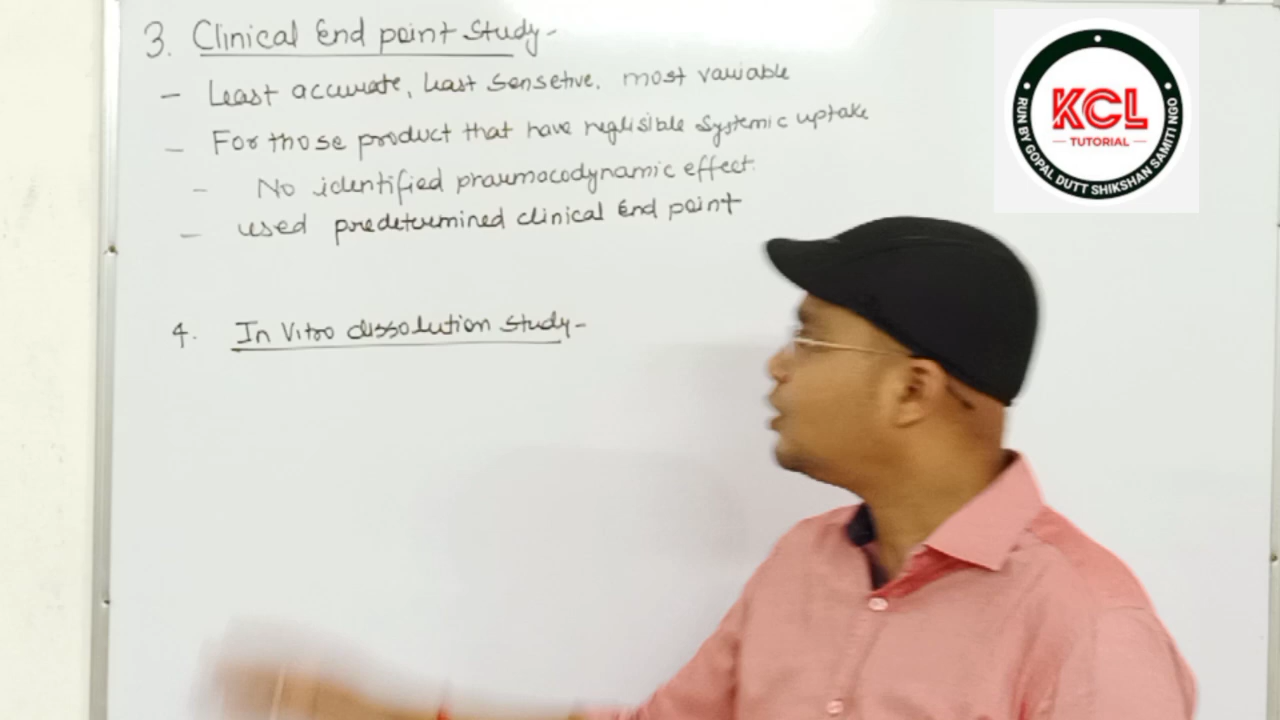 3. Clinical End point Study-
- Least accurate, least sensetive, most variable
- For those product that have neglisible systemic uptake
- No identified praumacodynamic effect.
- used predetermined clinical End point
4. In Vitro dissolution study-
KCL
TUTORIAL
RUN BY GOPAL DUTT SHIKSHAN SAMITI NGO